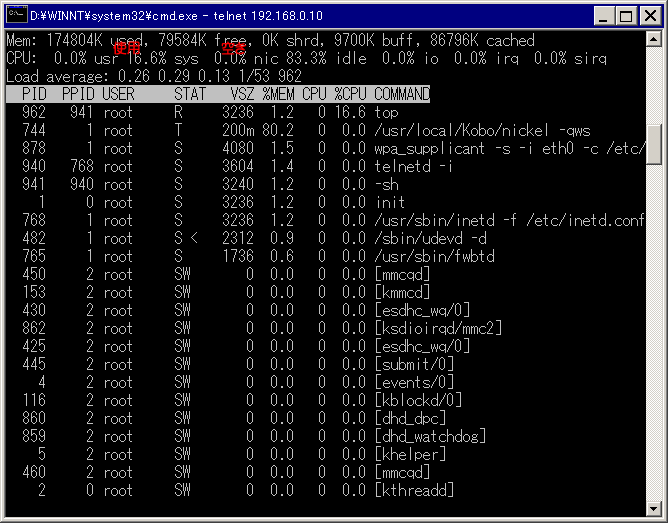 D:¥WINNT¥system32¥cmd.exe - telnet 192.168.0.10
Mem: 174804K used, 79584K free, 0K shrd, 9700K buff, 86796K cached
使用 空き
CPU:  0.0% usr 16.6% sys  0.0% nic 83.3% idle  0.0% io  0.0% irq  0.0% sirq
Load average: 0.26 0.29 0.13 1/53 962
PID PPID USER STAT VSZ %MEM CPU %CPU COMMAND
962 941 root R 3236 1.2 0 16.6 top
744 1 root T 200m 80.2 0 0.0 /usr/local/Kobo/nickel -qws
878 1 root S 4080 1.5 0 0.0 wpa_supplicant -s -i eth0 -c /etc/
940 768 root S 3604 1.4 0 0.0 telnetd -i
941 940 root S 3240 1.2 0 0.0 -sh
1 0 root S 3236 1.2 0 0.0 init
768 1 root S 3236 1.2 0 0.0 /usr/sbin/inetd -f /etc/inetd.conf
482 1 root S < 2312 0.9 0 0.0 /sbin/udevd -d
765 1 root S 1736 0.6 0 0.0 /usr/sbin/fwbtd
450 2 root SW 0 0.0 0 0.0 [mmcqd]
153 2 root SW 0 0.0 0 0.0 [kmmcd]
430 2 root SW 0 0.0 0 0.0 [esdhc_wq/0]
862 2 root SW 0 0.0 0 0.0 [ksdioirqd/mmc2]
425 2 root SW 0 0.0 0 0.0 [esdhc_wq/0]
445 2 root SW 0 0.0 0 0.0 [submit/0]
4 2 root SW 0 0.0 0 0.0 [events/0]
116 2 root SW 0 0.0 0 0.0 [kblockd/0]
860 2 root SW 0 0.0 0 0.0 [dhd_dpc]
859 2 root SW 0 0.0 0 0.0 [dhd_watchdog]
5 2 root SW 0 0.0 0 0.0 [khelper]
460 2 root SW 0 0.0 0 0.0 [mmcqd]
2 0 root SW 0 0.0 0 0.0 [kthreadd]